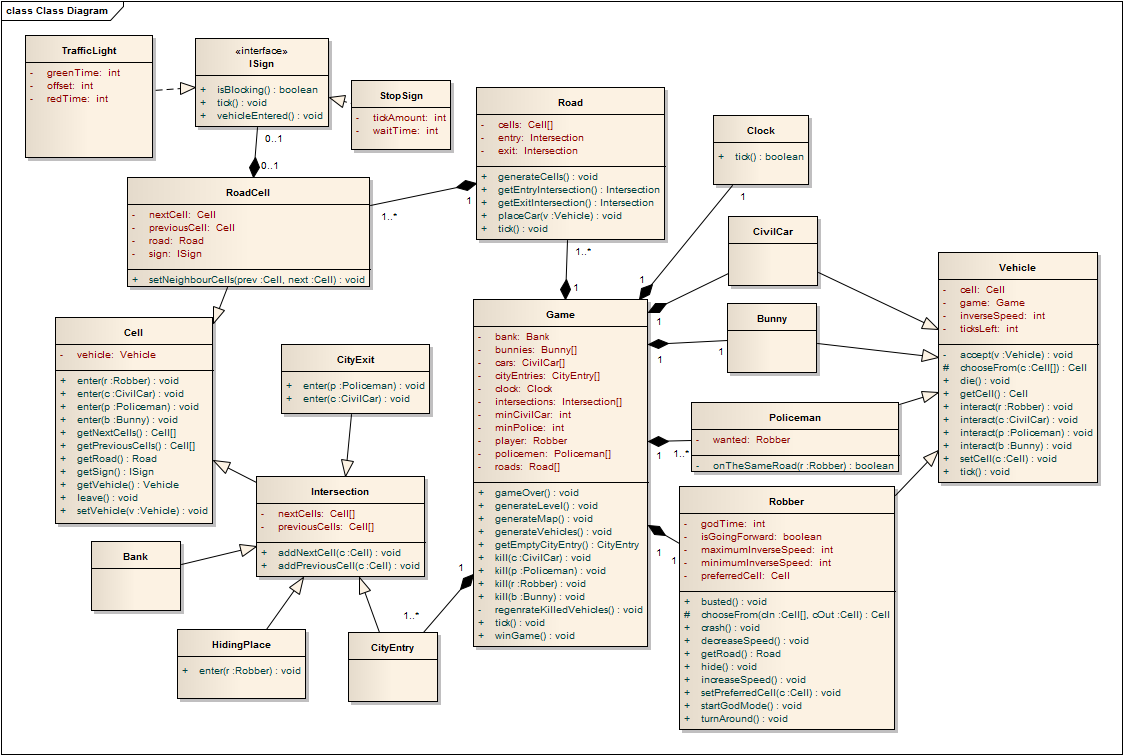 class Class Diagram
TrafficLight
- greenTime: int
- offset: int
- redTime: int
«interface»
ISign
+ isBlocking() : boolean
+ tick() : void
+ vehicleEntered() : void
StopSign
- tickAmount: int
- waitTime: int
0..1
0..1
RoadCell
- nextCell: Cell
- previousCell: Cell
- road: Road
- sign: ISign
+ setNeighbourCells(prev :Cell, next :Cell) : void
1..*
1
Road
- cells: Cell[]
- entry: Intersection
- exit: Intersection
+ generateCells() : void
+ getEntryIntersection() : Intersection
+ getExitIntersection() : Intersection
+ placeCar(v :Vehicle) : void
+ tick() : void
1..*
1
Clock
+ tick() : boolean
1
1
CivilCar
1
Bunny
1
1
Vehicle
- cell: Cell
- game: Game
- inverseSpeed: int
- ticksLeft: int
- accept(v :Vehicle) : void
# chooseFrom(c :Cell[]) : Cell
+ die() : void
+ getCell() : Cell
+ interact(r :Robber) : void
+ interact(c :CivilCar) : void
+ interact(p :Policeman) : void
+ interact(b :Bunny) : void
+ setCell(c :Cell) : void
+ tick() : void
Cell
- vehicle: Vehicle
+ enter(r :Robber) : void
+ enter(c :CivilCar) : void
+ enter(p :Policeman) : void
+ enter(b :Bunny) : void
+ getNextCells() : Cell[]
+ getPreviousCells() : Cell[]
+ getRoad() : Road
+ getSign() : ISign
+ getVehicle() : Vehicle
+ leave() : void
+ setVehicle(v :Vehicle) : void
CityExit
+ enter(p :Policeman) : void
+ enter(c :CivilCar) : void
Game
- bank: Bank
- bunnies: Bunny[]
- cars: CivilCar[]
- cityEntries: CityEntry[]
- clock: Clock
- intersections: Intersection[]
- minCivilCar: int
- minPolice: int
- player: Robber
- policemen: Policeman[]
- roads: Road[]
+ gameOver() : void
+ generateLevel() : void
+ generateMap() : void
+ generateVehicles() : void
+ getEmptyCityEntry() : CityEntry
+ kill(c :CivilCar) : void
+ kill(p :Policeman) : void
+ kill(r :Robber) : void
+ kill(b :Bunny) : void
- regenrateKilledVehicles() : void
+ tick() : void
+ winGame() : void
Policeman
- wanted: Robber
- onTheSameRoad(r :Robber) : boolean
1
1..*
Intersection
- nextCells: Cell[]
- previousCells: Cell[]
+ addNextCell(c :Cell) : void
+ addPreviousCell(c :Cell) : void
Robber
- godTime: int
- isGoingForward: boolean
- maximumInverseSpeed: int
- minimumInverseSpeed: int
- preferredCell: Cell
+ busted() : void
# chooseFrom(cIn :Cell[], cOut :Cell) : Cell
+ crash() : void
+ decreaseSpeed() : void
+ getRoad() : Road
+ hide() : void
+ increaseSpeed() : void
+ setPreferredCell(c :Cell) : void
+ startGodMode() : void
+ turnAround() : void
1
1
Bank
1
1..*
HidingPlace
+ enter(r :Robber) : void
CityEntry